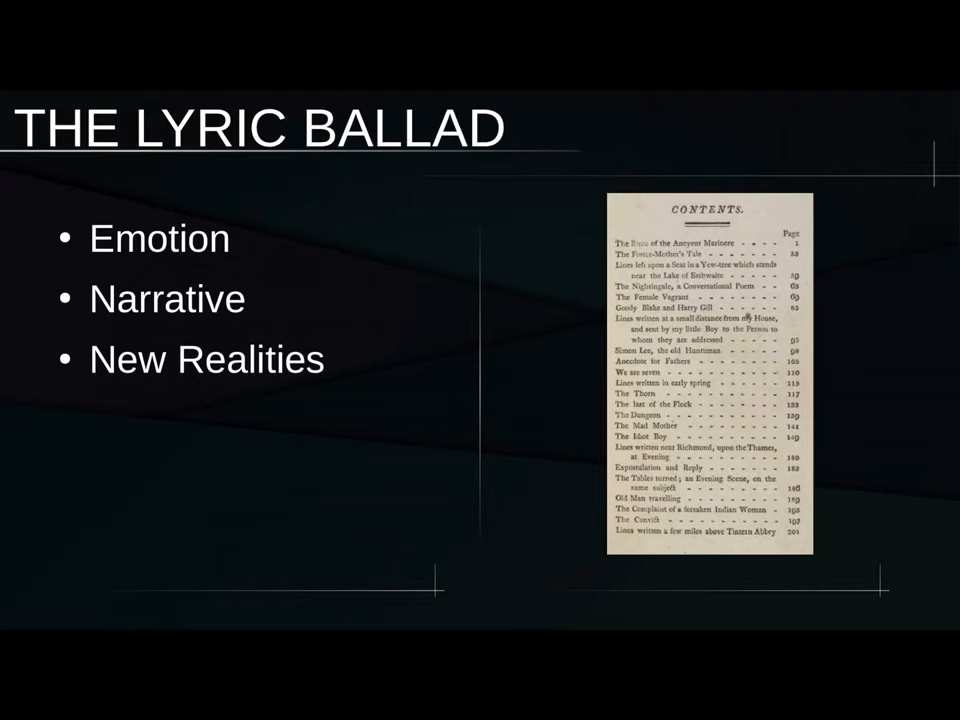 THE LYRIC BALLAD
• Emotion
• Narrative
• New Realities
CONTENTS.
Page
The Rime of the Ancyent Marinere - - - - 1
The Foster-Mother's Tale - - - - - - - 53
Lines left upon a Seat in a Yew-tree which stands
near the Lake of Esthwaite - - - - - 59
The Nightingale, a Conversational Poem - - 63
The Female Vagrant - - - - - - - - 69
Goody Blake and Harry Gill - - - - - - 85
Lines written at a small distance from my House,
and sent by my little Boy to the Person to
whom they are addressed - - - - - 95
Simon Lee, the old Huntsman - - - - - 98
Anecdote for Fathers - - - - - - - - 105
We are seven - - - - - - - - - - 110
Lines written in early spring - - - - - - 115
The Thorn - - - - - - - - - - - 117
The last of the Flock - - - - - - - - 133
The Dungeon - - - - - - - - - - 139
The Mad Mother - - - - - - - - - 141
The Idiot Boy - - - - - - - - - - 149
Lines written near Richmond, upon the Thames,
at Evening - - - - - - - - - - 180
Expostulation and Reply - - - - - - - 183
The Tables turned; an Evening Scene, on the
same subject - - - - - - - - - 186
Old Man travelling - - - - - - - - - 189
The Complaint of a forsaken Indian Woman - 193
The Convict - - - - - - - - - - 197
Lines written a few miles above Tintern Abbey 201